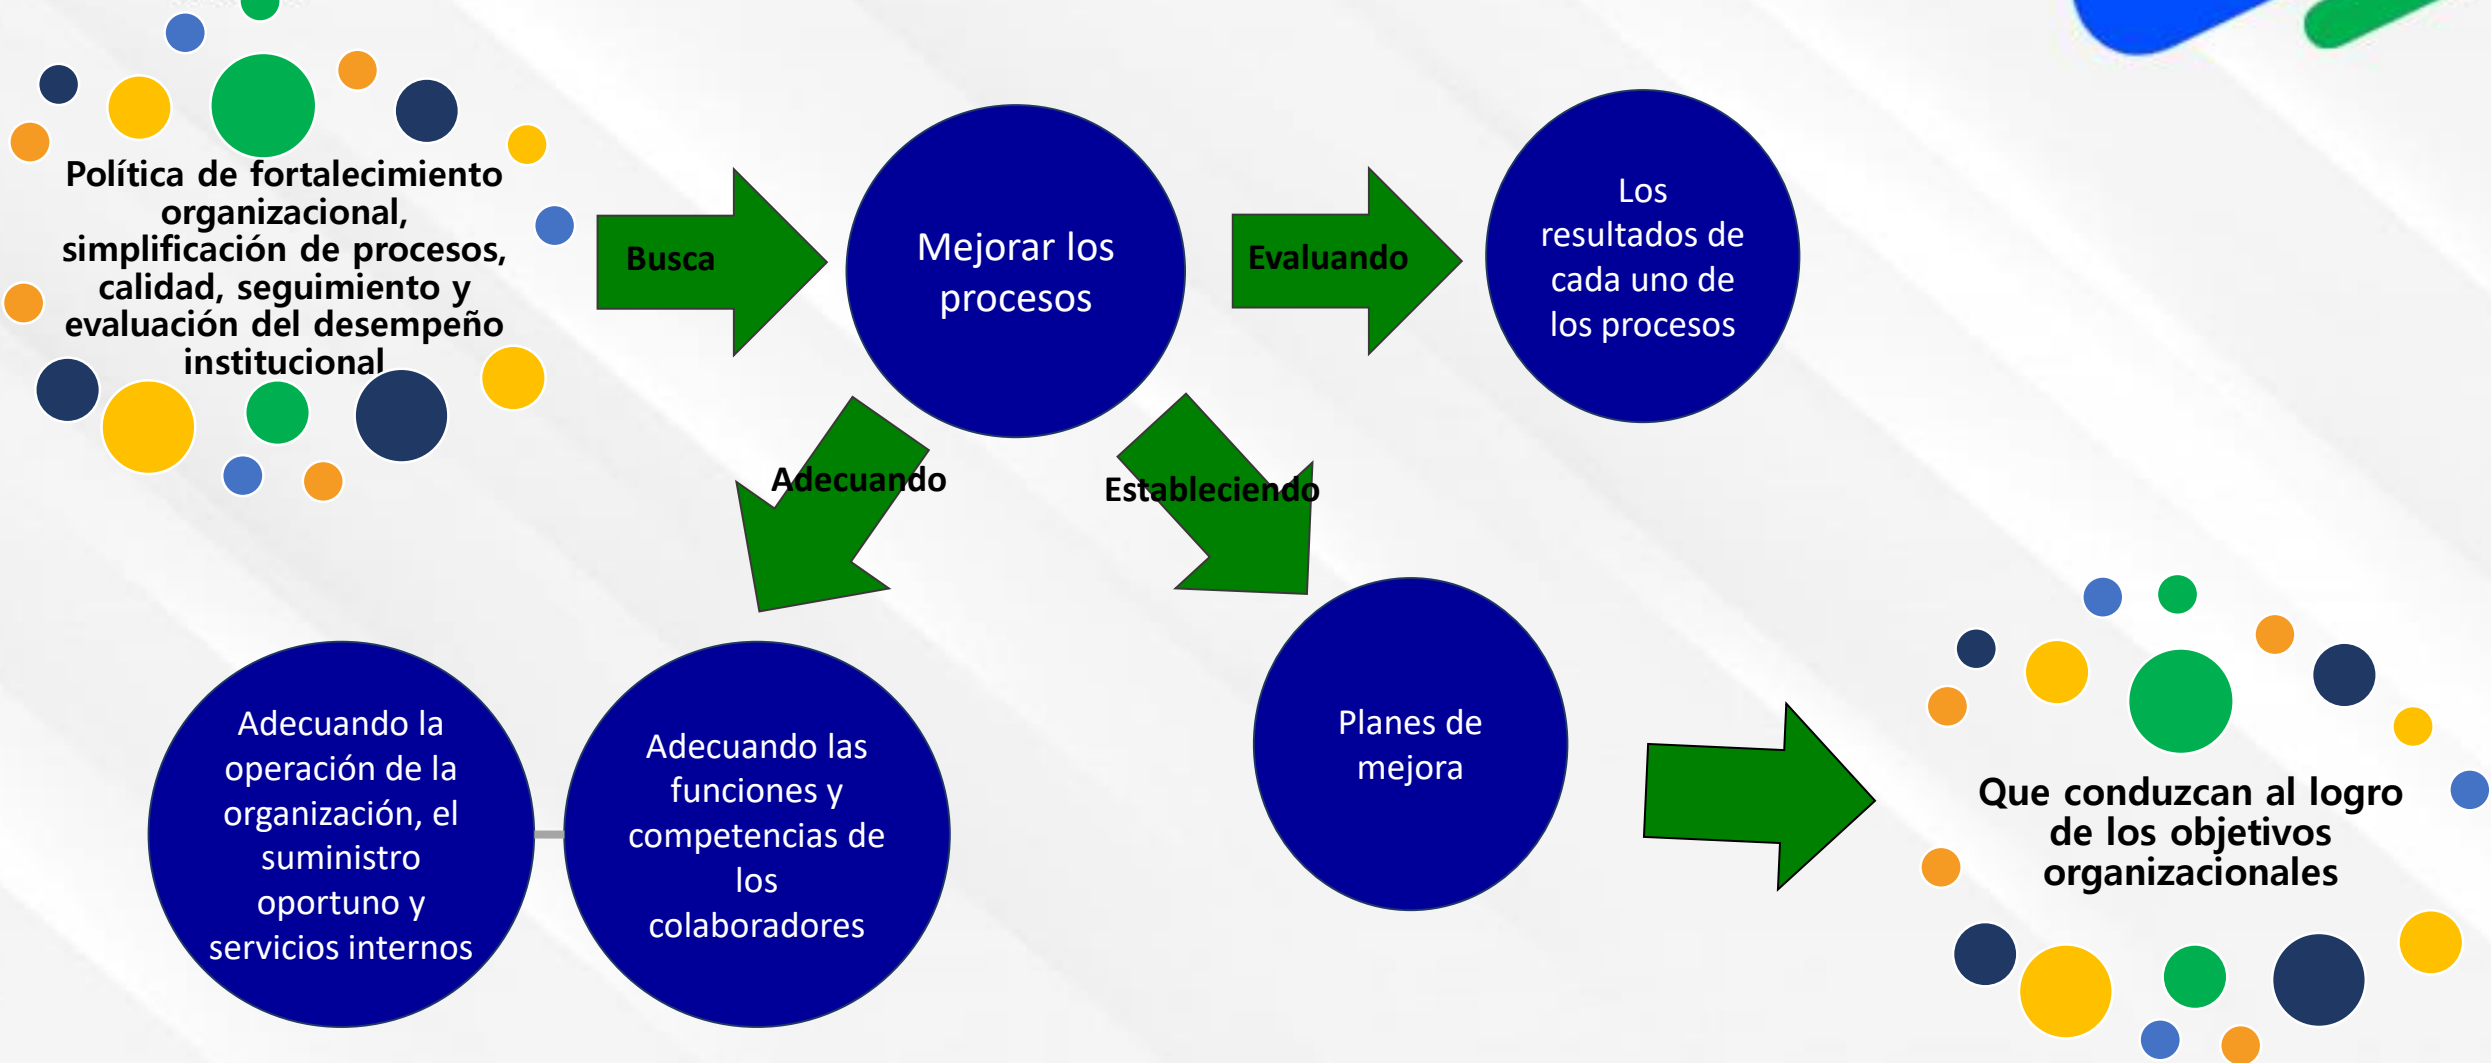 Política de fortalecimiento
organizacional,
simplificación de procesos,
calidad, seguimiento y
evaluación del desempeño
institucional
Busca
Mejorar los
procesos
Evaluando
Los
resultados de
cada uno de
los procesos
Adecuando
Estableciendo
Adecuando la
operación de la
organización, el
suministro
oportuno y
servicios internos
Adecuando las
funciones y
competencias de
los
colaboradores
Planes de
mejora
Que conduzcan al logro
de los objetivos
organizacionales